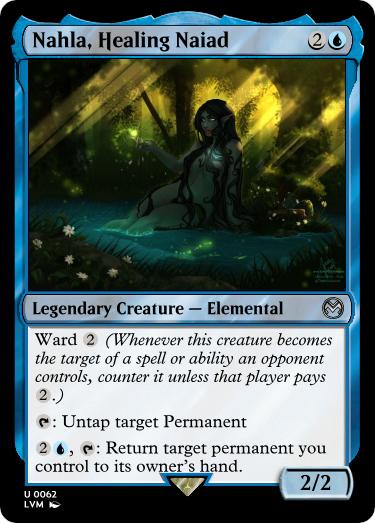 Nahla, Healing Naiad 2
Legendary Creature — Elemental
Ward 2 (Whenever this creature becomes
the target of a spell or ability an opponent
controls, counter it unless that player pays
2.)
: Untap target Permanent
2, : Return target permanent you
control to its owner's hand.
2/2
U 0062
LVM